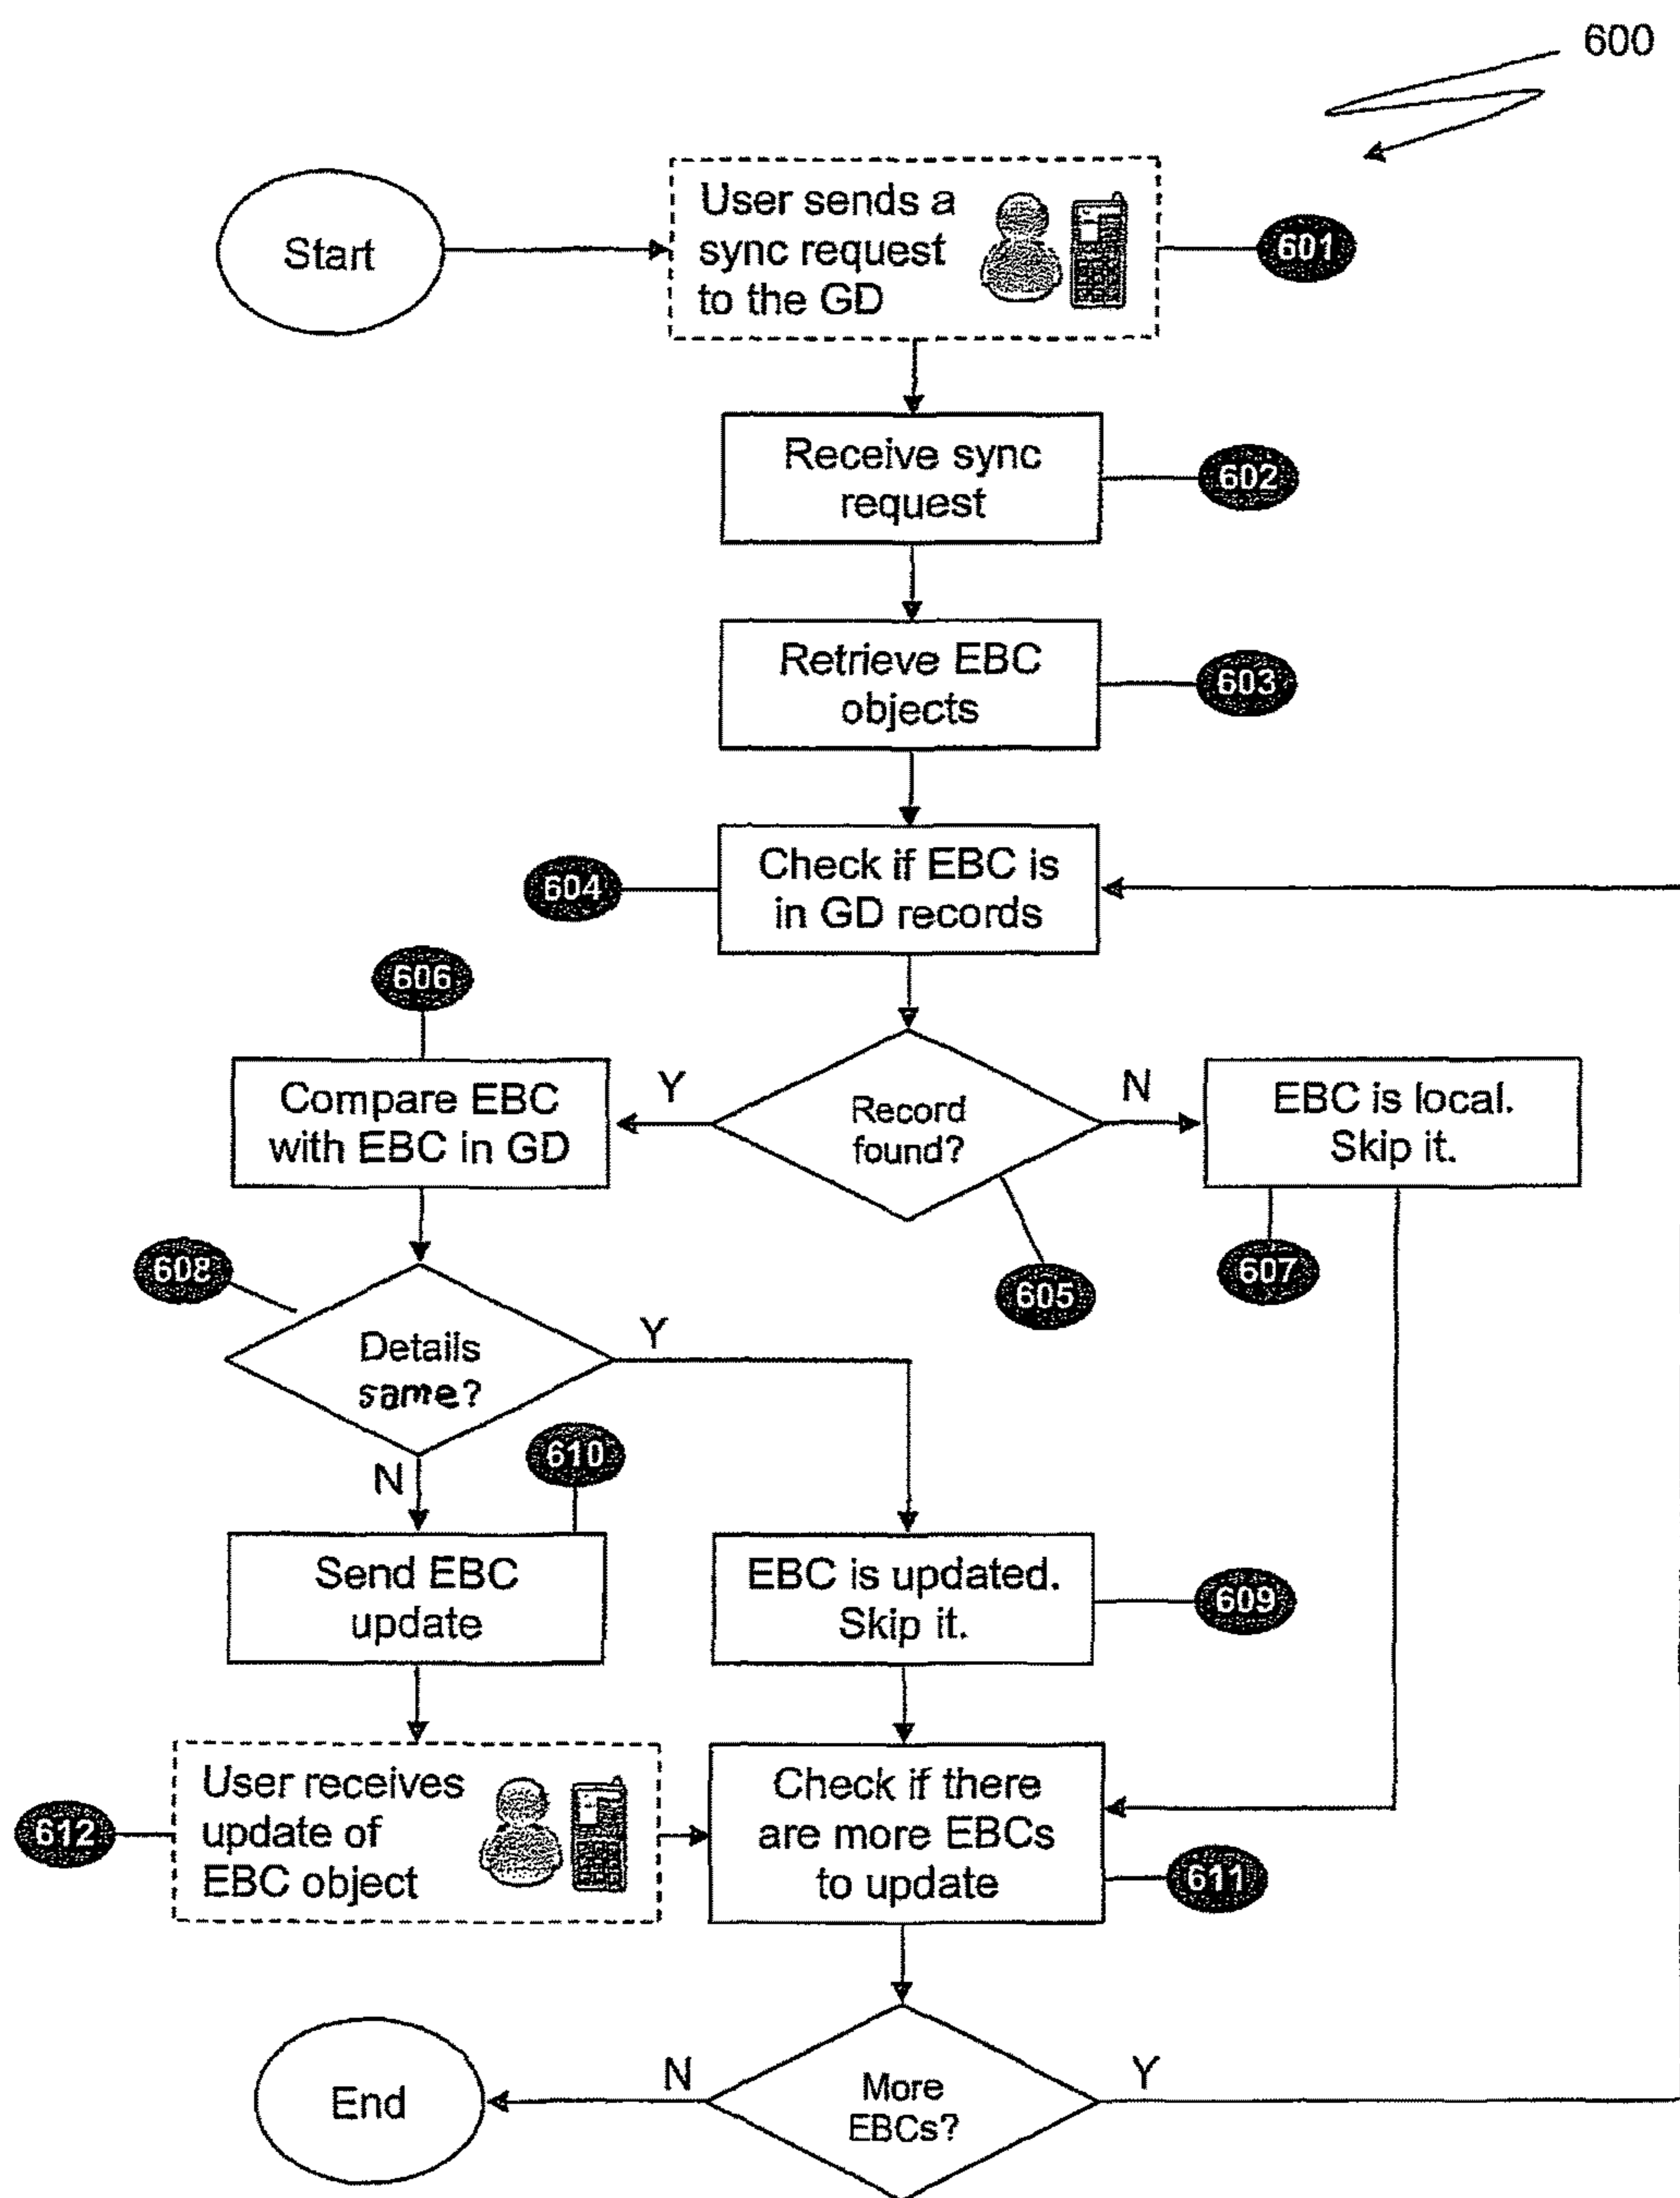 600
Start
User sends a
sync request
to the GD
601
Receive sync
request
602
Retrieve EBC
objects
603
Check if EBC is
in GD records
604
606
Compare EBC
with EBC in GD
Y
Record
found?
N
EBC is local.
Skip it.
605
607
608
Details
same?
Y
N
610
Send EBC
update
EBC is updated.
Skip it.
609
612
User receives
update of
EBC object
Check if there
are more EBCs
to update
611
End
N
More
EBCs?
Y